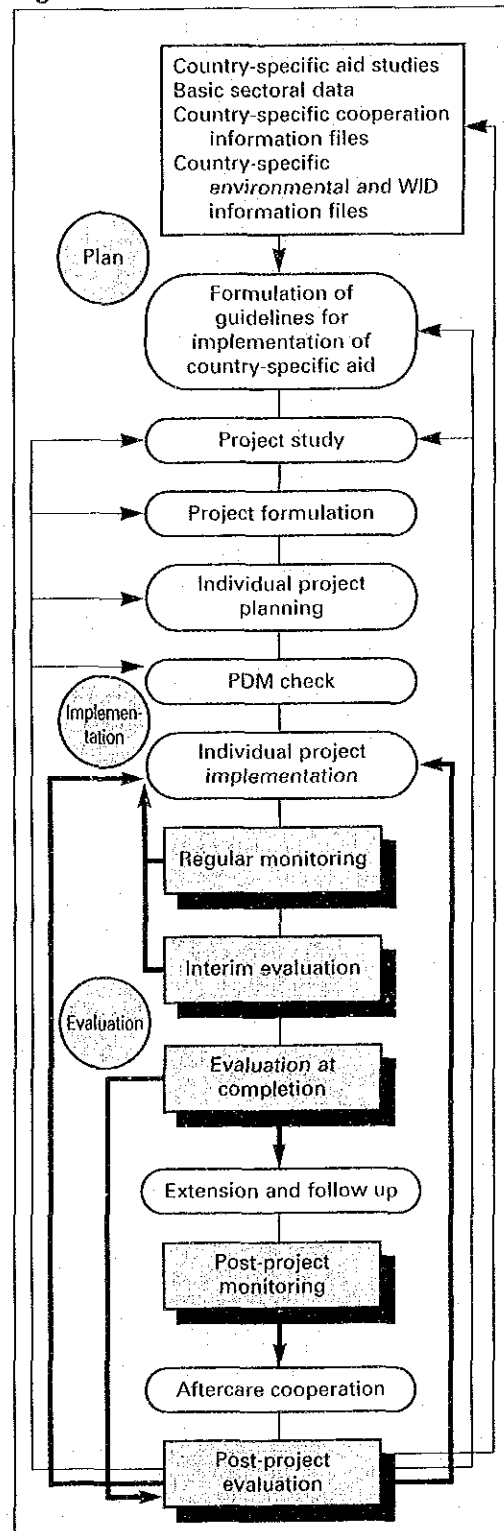 Country-specific aid studies
Basic sectoral data
Country-specific cooperation
information files
Country-specific
environmental and WID
information files
Plan
Formulation of
guidelines for
implementation of
country-specific aid
Project study
Project formulation
Individual project
planning
PDM check
Implemen-
tation
Individual project
implementation
Regular monitoring
Interim evaluation
Evaluation
Evaluation at
completion
Extension and follow up
Post-project
monitoring
Aftercare cooperation
Post-project
evaluation